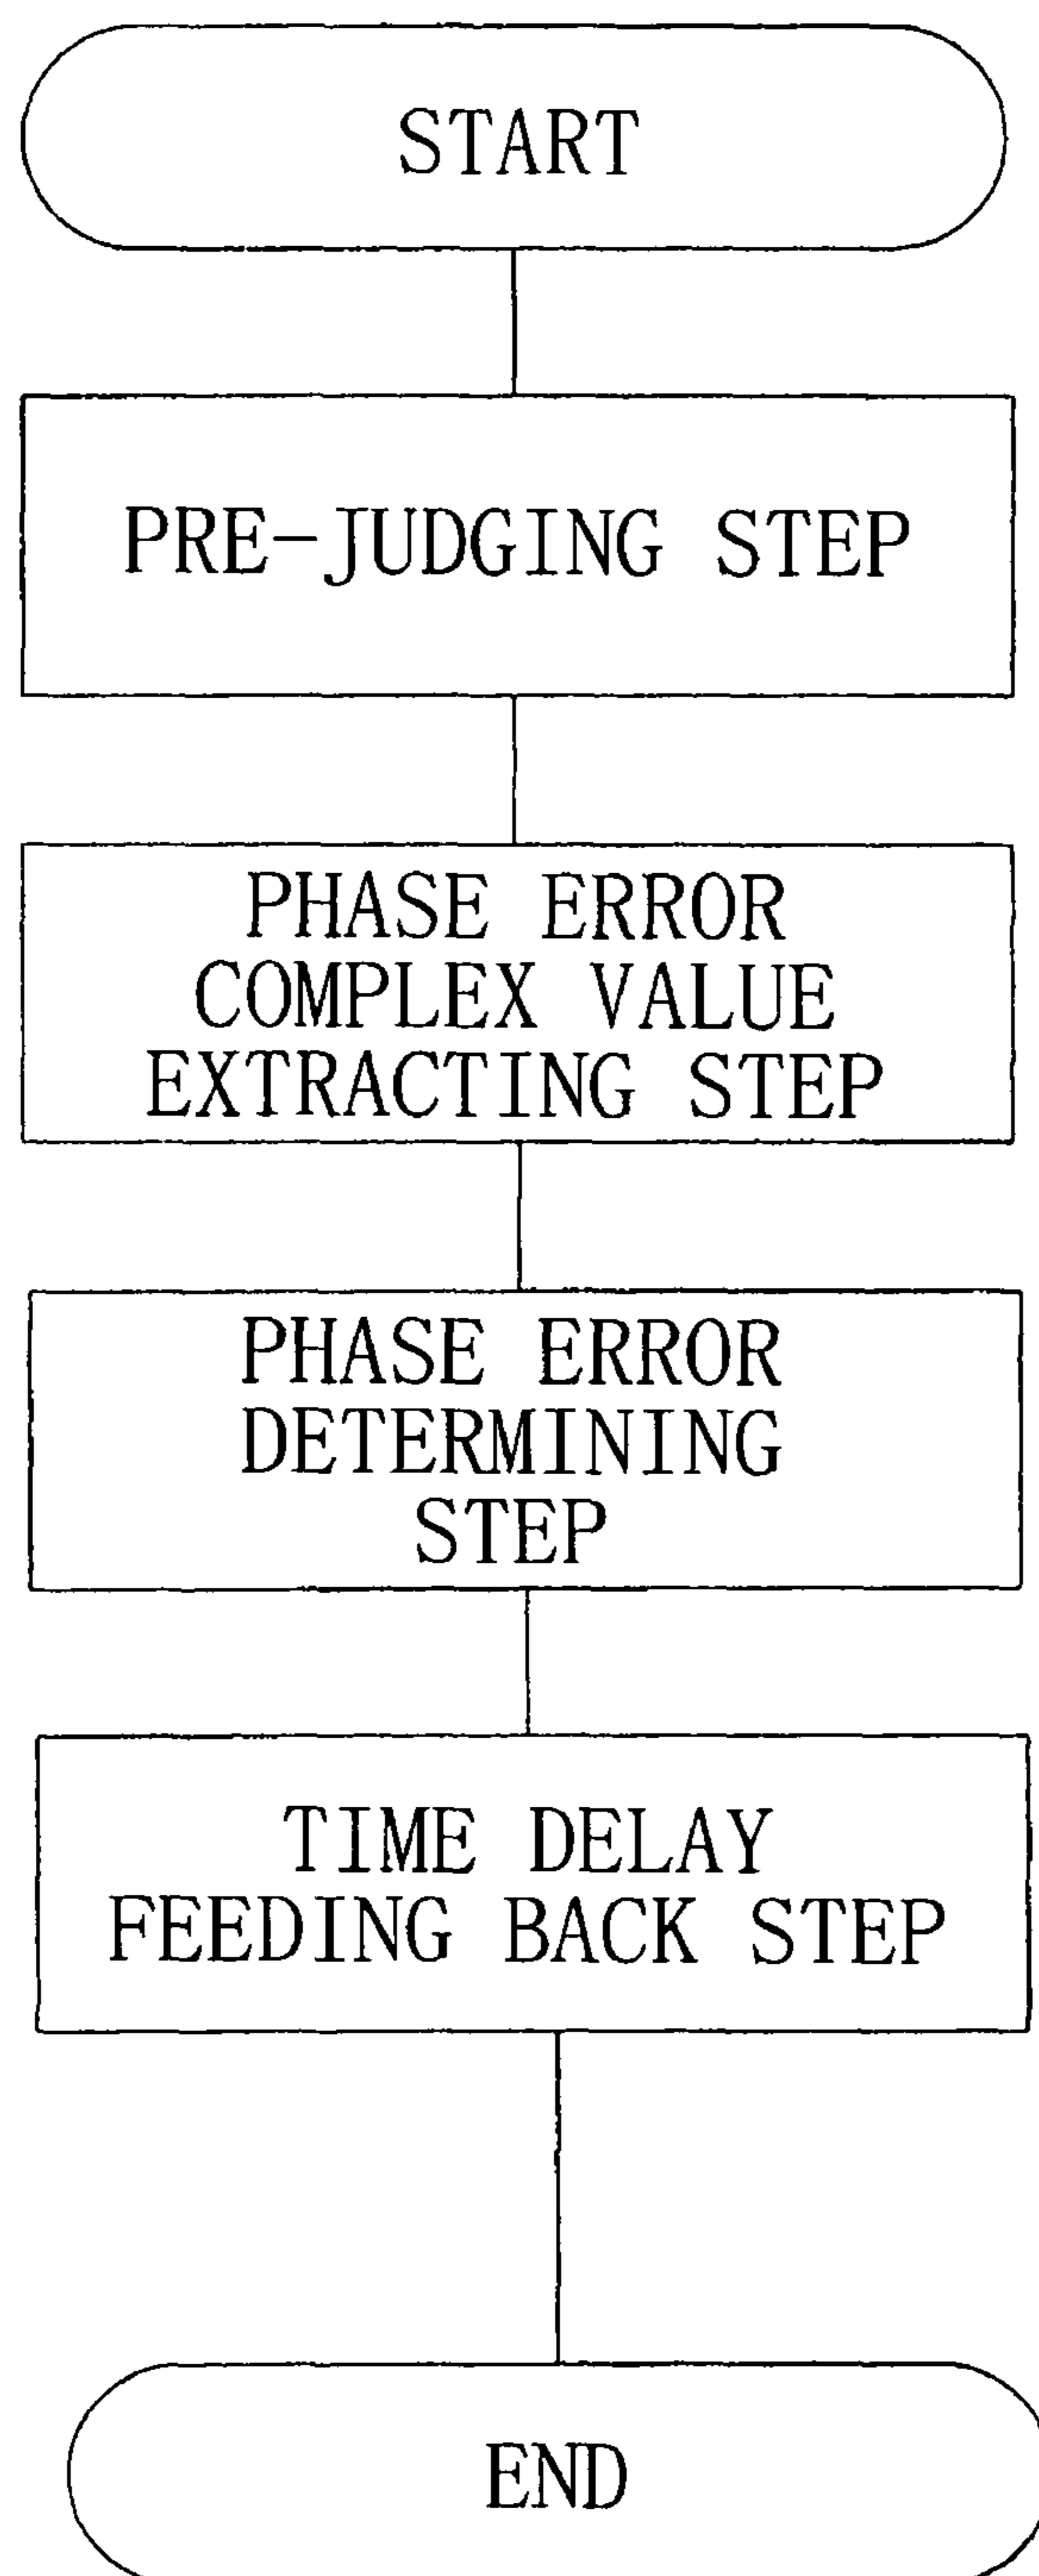 START
PRE-JUDGING STEP
PHASE ERROR
COMPLEX VALUE
EXTRACTING STEP
PHASE ERROR
DETERMINING
STEP
TIME DELAY
FEEDING BACK STEP
END